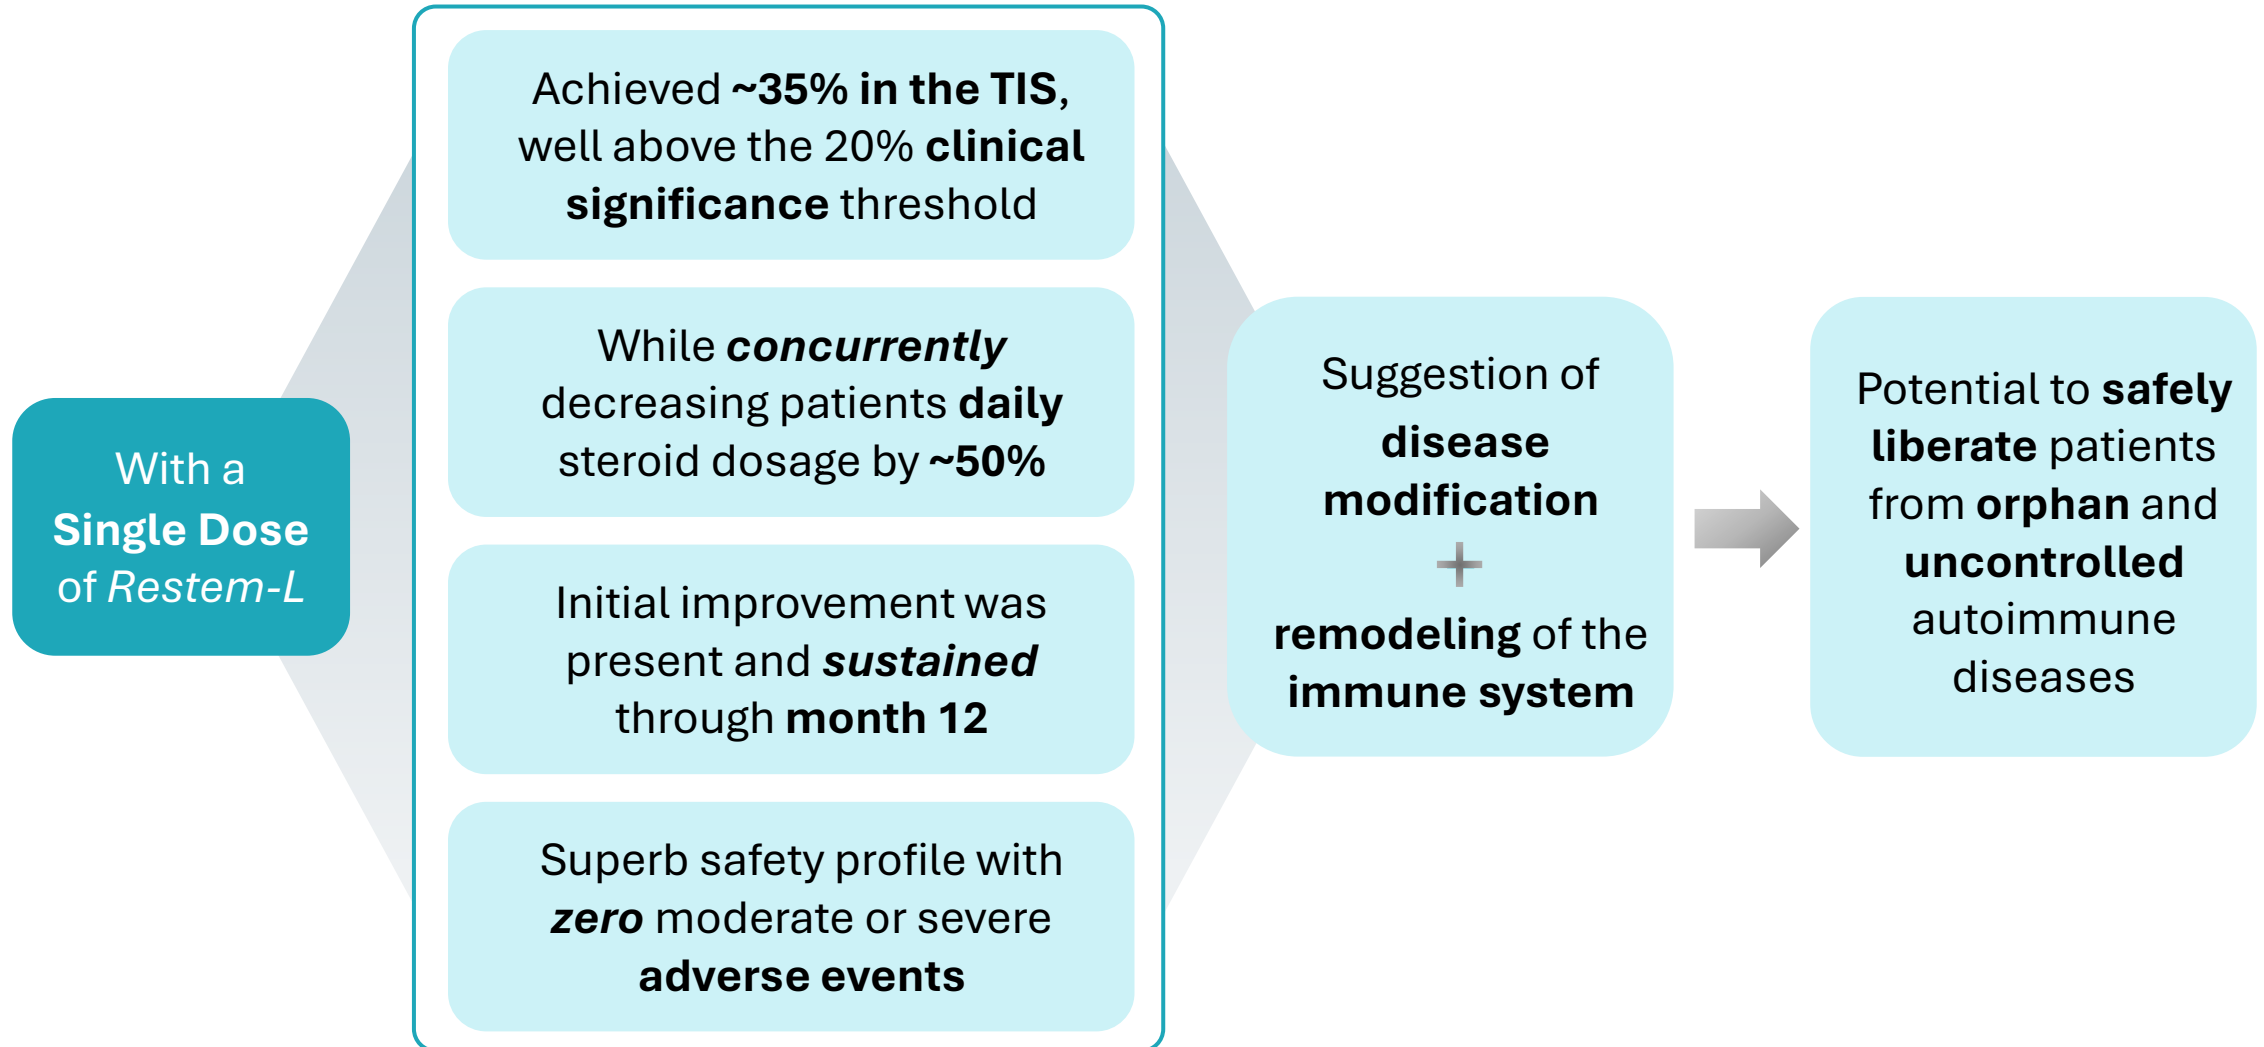 With a
Single Dose
of Restem-L
Achieved ~35% in the TIS,
well above the 20% clinical
significance threshold
While concurrently
decreasing patients daily
steroid dosage by ~50%
Initial improvement was
present and sustained
through month 12
Superb safety profile with
zero moderate or severe
adverse events
Suggestion of
disease
modification
+
remodeling of the
immune system
Potential to safely
liberate patients
from orphan and
uncontrolled
autoimmune
diseases